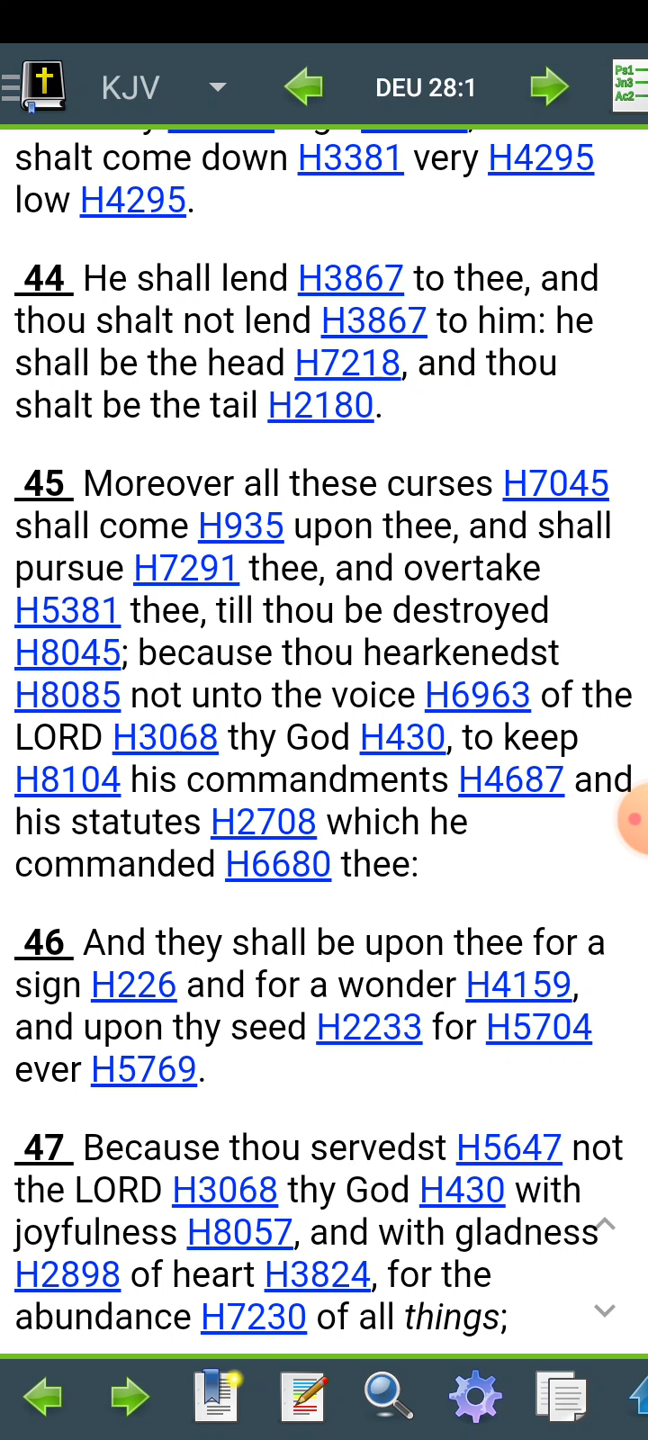 KJV
DEU 28:1
Ps1
Jn3
Ac2
shalt come down H3381 very H4295
low H4295.
44 He shall lend H3867 to thee, and
thou shalt not lend H3867 to him: he
shall be the head H7218, and thou
shalt be the tail H2180.
45 Moreover all these curses H7045
shall come H935 upon thee, and shall
pursue H7291 thee, and overtake
H5381 thee, till thou be destroyed
H8045; because thou hearkenedst
H8085 not unto the voice H6963 of the
LORD H3068 thy God H430, to keep
H8104 his commandments H4687 and
his statutes H2708 which he
commanded H6680 thee:
46 And they shall be upon thee for a
sign H226 and for a wonder H4159,
and upon thy seed H2233 for H5704
ever H5769.
47 Because thou servedst H5647 not
the LORD H3068 thy God H430 with
joyfulness H8057, and with gladness
H2898 of heart H3824, for the
abundance H7230 of all things;